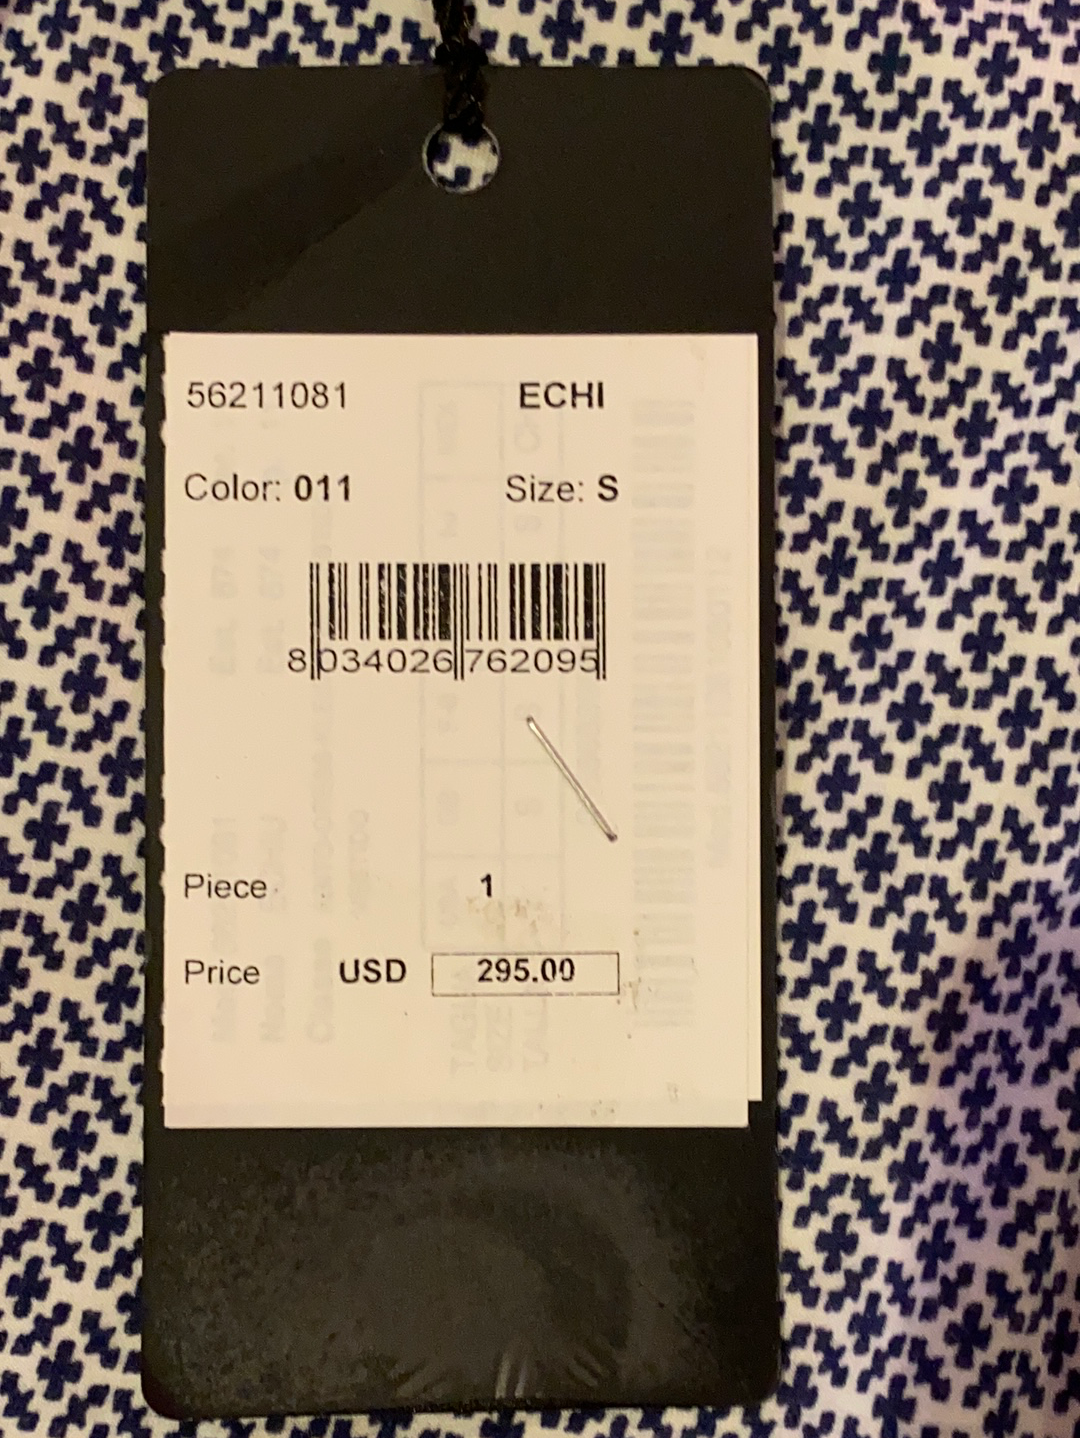 56211081 ECHI
Color: 011 Size: S
8 034026 762095
Piece 1
Price USD 295.00